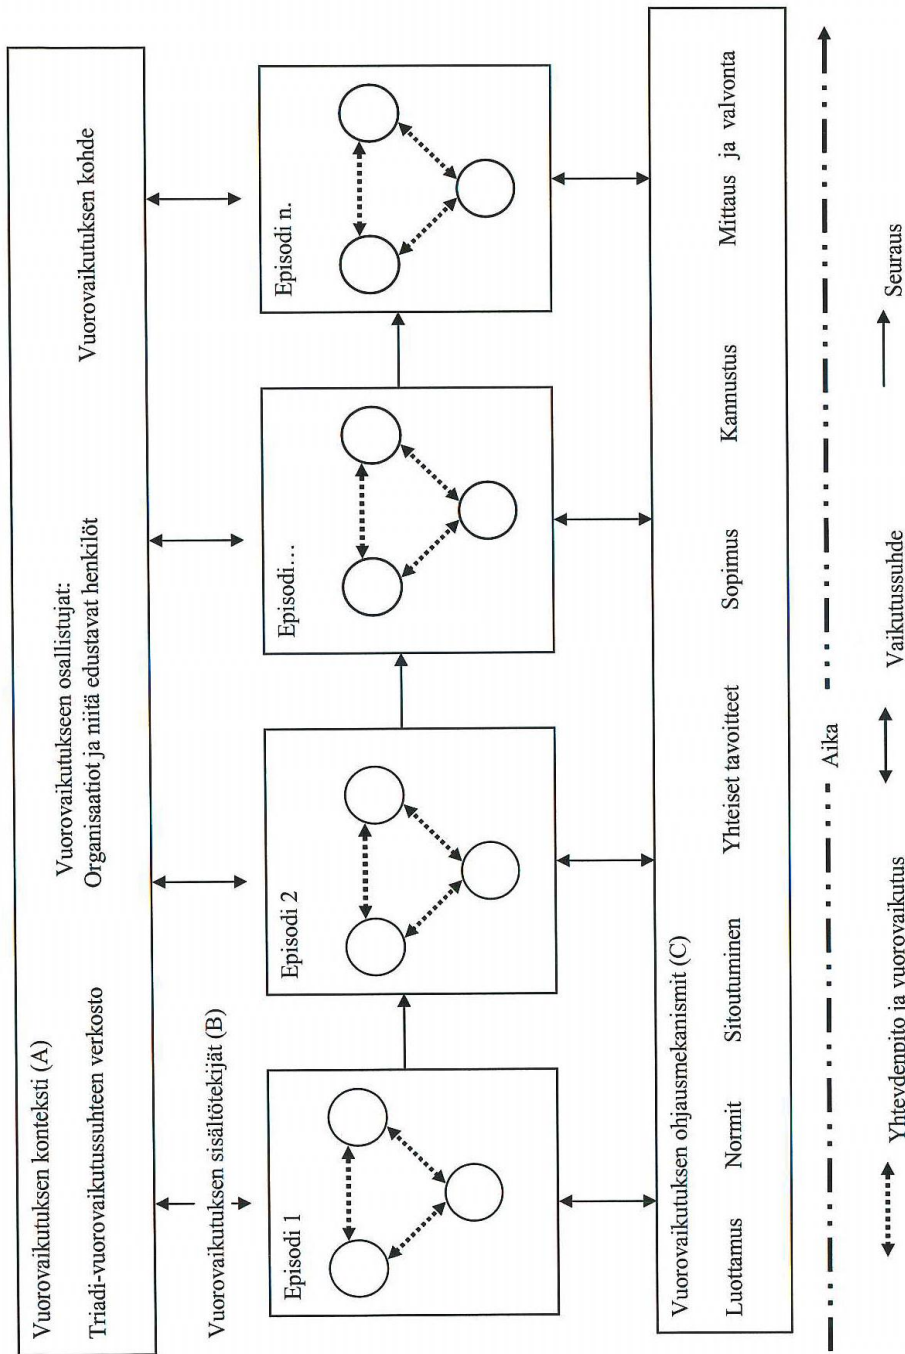 Vuorovaikutuksen konteksti (A)
Vuorovaikutukseen osallistujat:
Triadi-vuorovaikutussuhteen verkosto
Organisaatiot ja niitä edustavat henkilöt
Vuorovaikutuksen kohde
Vuorovaikutuksen sisältötekijät (B)
Episodi 1
Episodi 2
Episodi…
Episodi n.
Vuorovaikutuksen ohjausmekanismit (C)
Luottamus Normit Sitoutuminen Yhteiset tavoitteet Sopimus Kannustus Mittaus ja valvonta
Aika
Yhteydenpito ja vuorovaikutus
Vaikutussuhde
Seuraus